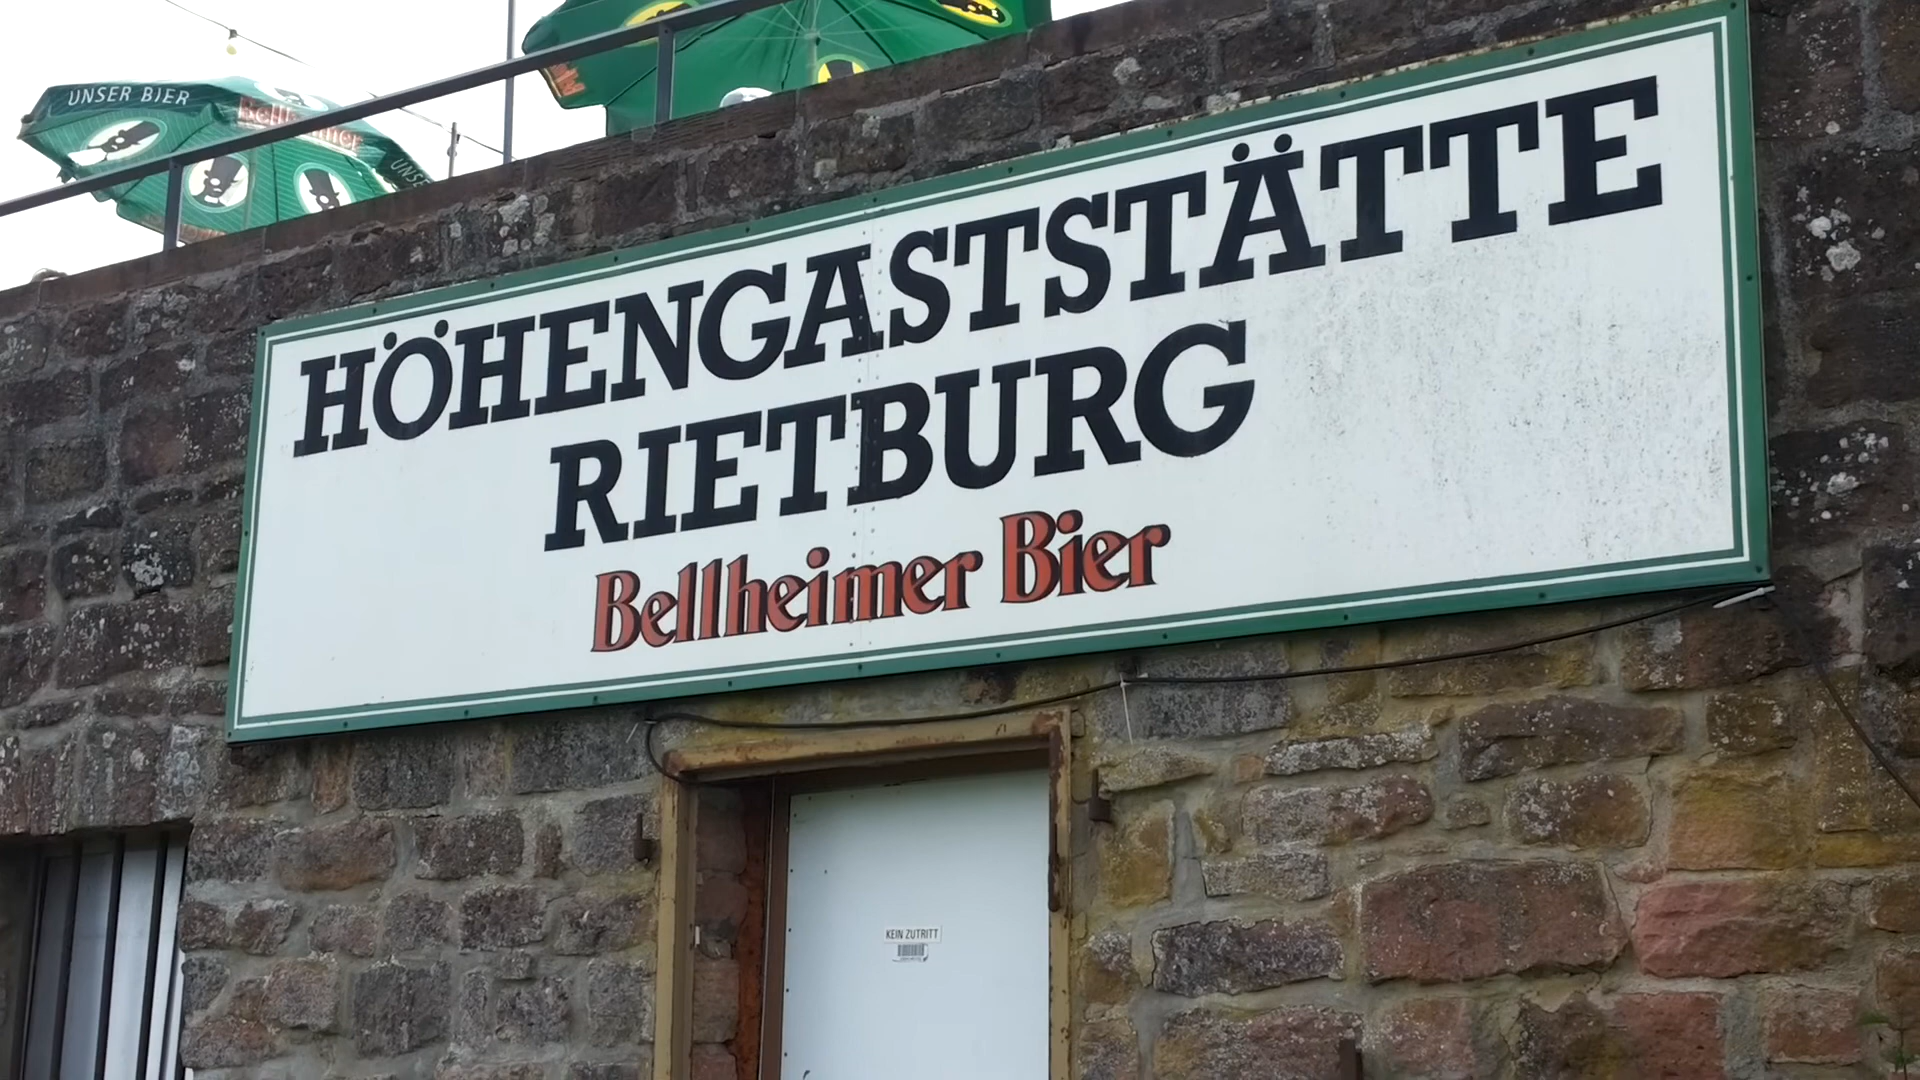 UNSER BIER
Bellheimer
HÖHENGASTSTÄTTE
RIETBURG
Bellheimer Bier
KEIN ZUTRITT